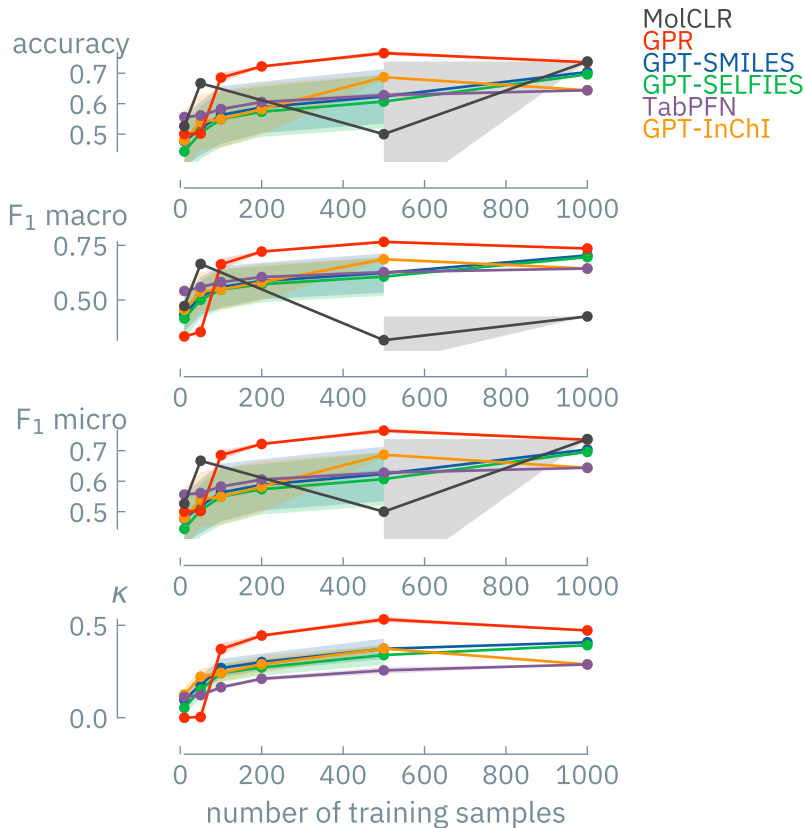 MolCLR
GPR
GPT-SMILES
GPT-SELFIES
TabPFN
GPT-InChI
accuracy
0.7
0.6
0.5
0 200 400 600 800 1000
F1 macro
0.75
0.50
0 200 400 600 800 1000
F1 micro
0.7
0.6
0.5
0 200 400 600 800 1000
κ
0.5
0.0
0 200 400 600 800 1000
number of training samples